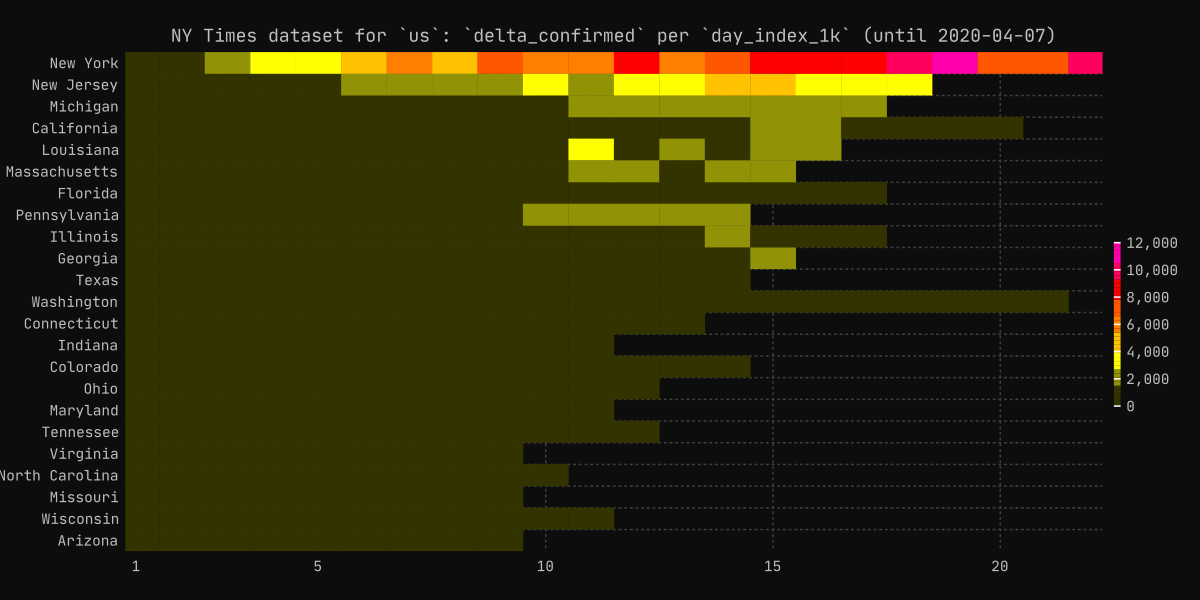 NY Times dataset for `us`: `delta_confirmed` per `day_index_1k` (until 2020-04-07)
New York
New Jersey
Michigan
California
Louisiana
Massachusetts
Florida
Pennsylvania
Illinois
Georgia
Texas
Washington
Connecticut
Indiana
Colorado
Ohio
Maryland
Tennessee
Virginia
North Carolina
Missouri
Wisconsin
Arizona
1 5 10 15 20
12,000
10,000
8,000
6,000
4,000
2,000
0